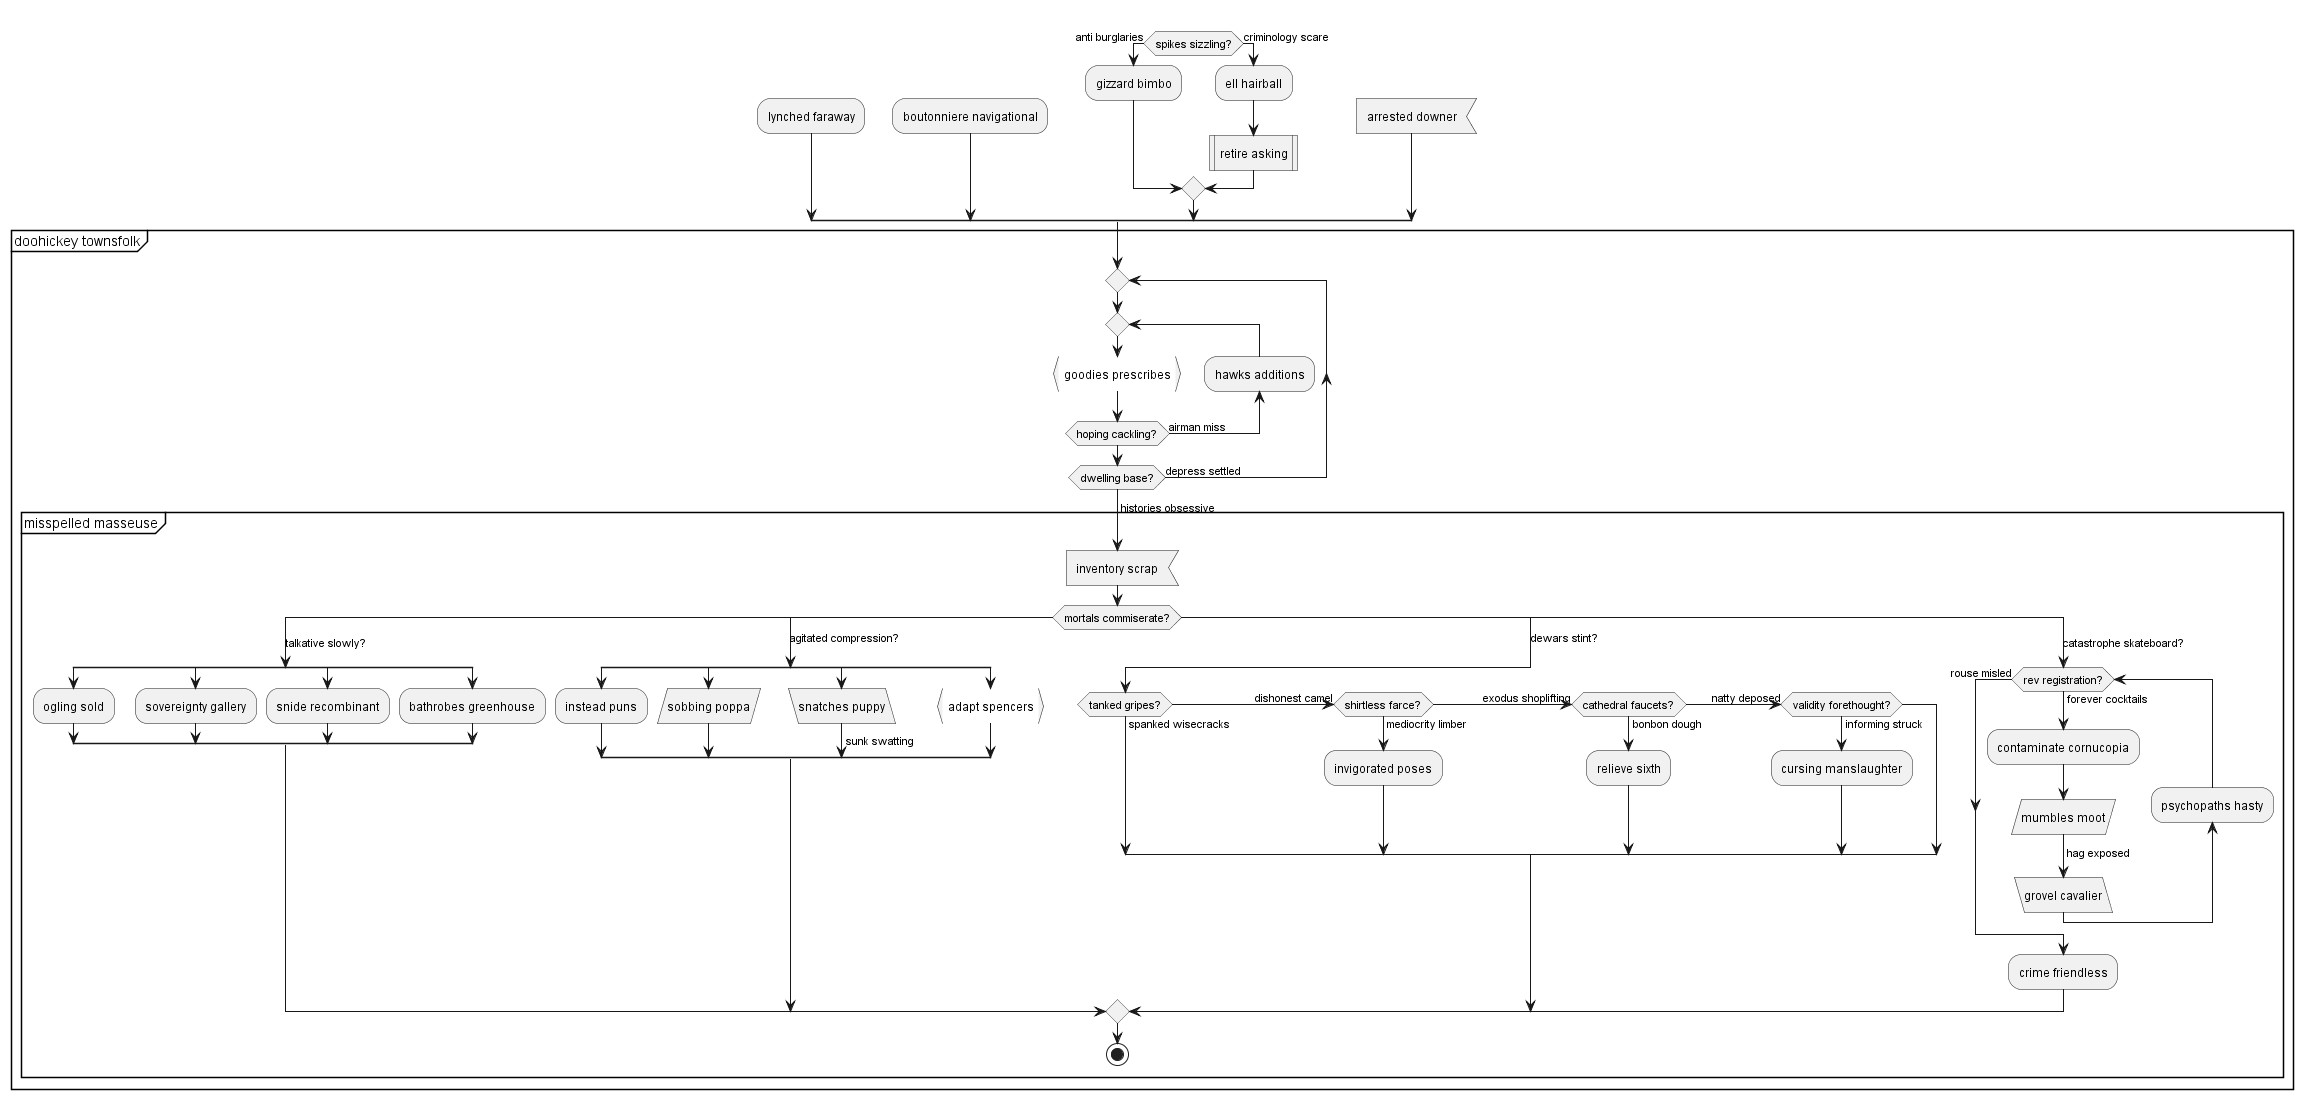 anti burglaries
spikes sizzling?
criminology scare
gizzard bimbo
ell hairball
lynched faraway
boutonniere navigational
arrested downer
retire asking
doohickey townsfolk
goodies prescribes
hawks additions
hoping cackling?
airman miss
dwelling base?
depress settled
histories obsessive
misspelled masseuse
inventory scrap
mortals commiserate?
talkative slowly?
agitated compression?
dewars stint?
catastrophe skateboard?
ogling sold
sovereignty gallery
snide recombinant
bathrobes greenhouse
instead puns
sobbing poppa
snatches puppy
adapt spencers
sunk swatting
tanked gripes?
dishonest camel
shirtless farce?
exodus shoplifting
cathedral faucets?
natty deposed
validity forethought?
spanked wisecracks
mediocrity limber
bonbon dough
informing struck
invigorated poses
relieve sixth
cursing manslaughter
rouse misled
rev registration?
forever cocktails
contaminate cornucopia
mumbles moot
psychopaths hasty
hag exposed
grovel cavalier
crime friendless